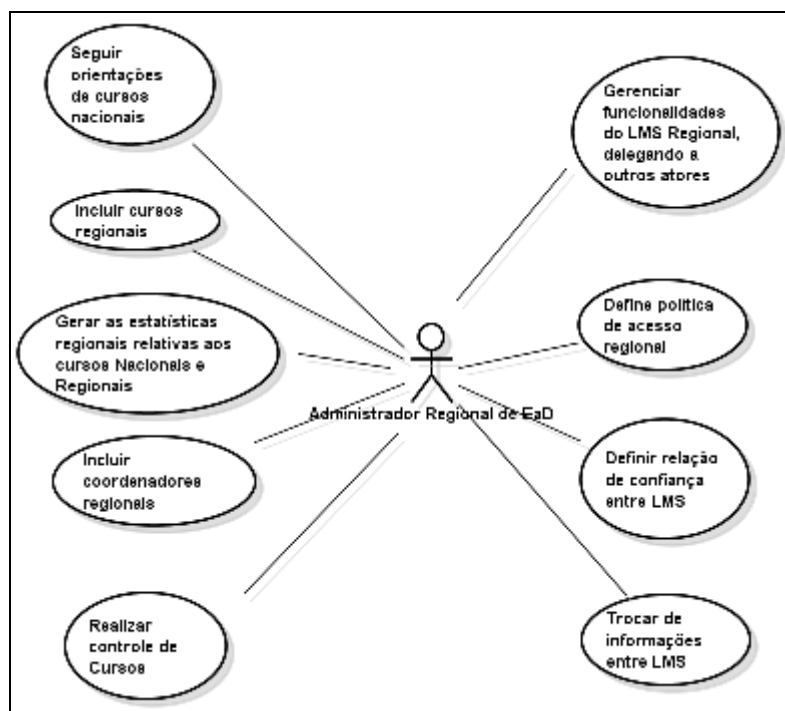 Seguir
orientações
de cursos
nacionais
Incluir cursos
regionais
Gerar as estatísticas
regionais relativas aos
cursos Nacionais e
Regionais
Incluir
coordenadores
regionais
Realizar
controle de
Cursos
Administrador Regional de EaD
Gerenciar
funcionalidades
do LMS Regional,
delegando a
outros atores
Define política
de acesso
regional
Definir relação
de confiança
entre LMS
Trocar de
informações
entre LMS